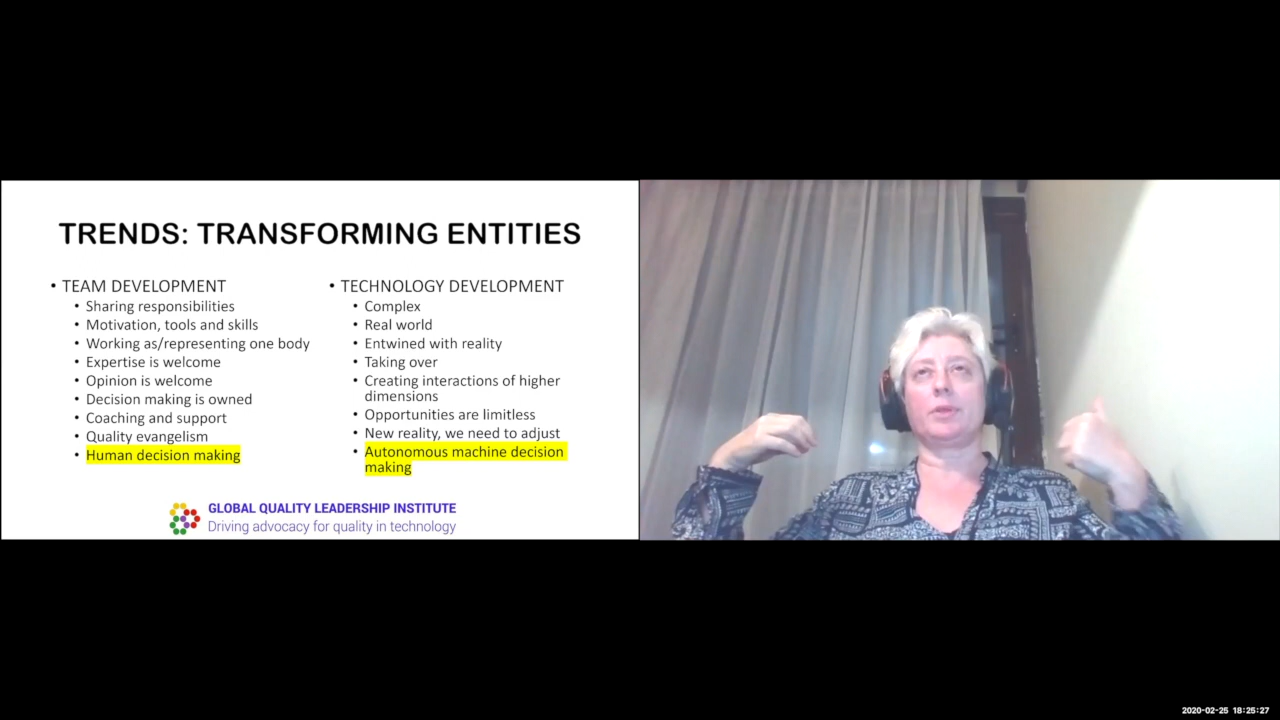 TRENDS: TRANSFORMING ENTITIES
• TEAM DEVELOPMENT
• Sharing responsibilities
• Motivation, tools and skills
• Working as/representing one body
• Expertise is welcome
• Opinion is welcome
• Decision making is owned
• Coaching and support
• Quality evangelism
• Human decision making
• TECHNOLOGY DEVELOPMENT
• Complex
• Real world
• Entwined with reality
• Taking over
• Creating interactions of higher
dimensions
• Opportunities are limitless
• New reality, we need to adjust
• Autonomous machine decision
making
GLOBAL QUALITY LEADERSHIP INSTITUTE
Driving advocacy for quality in technology
2020-02-25 18:25:27